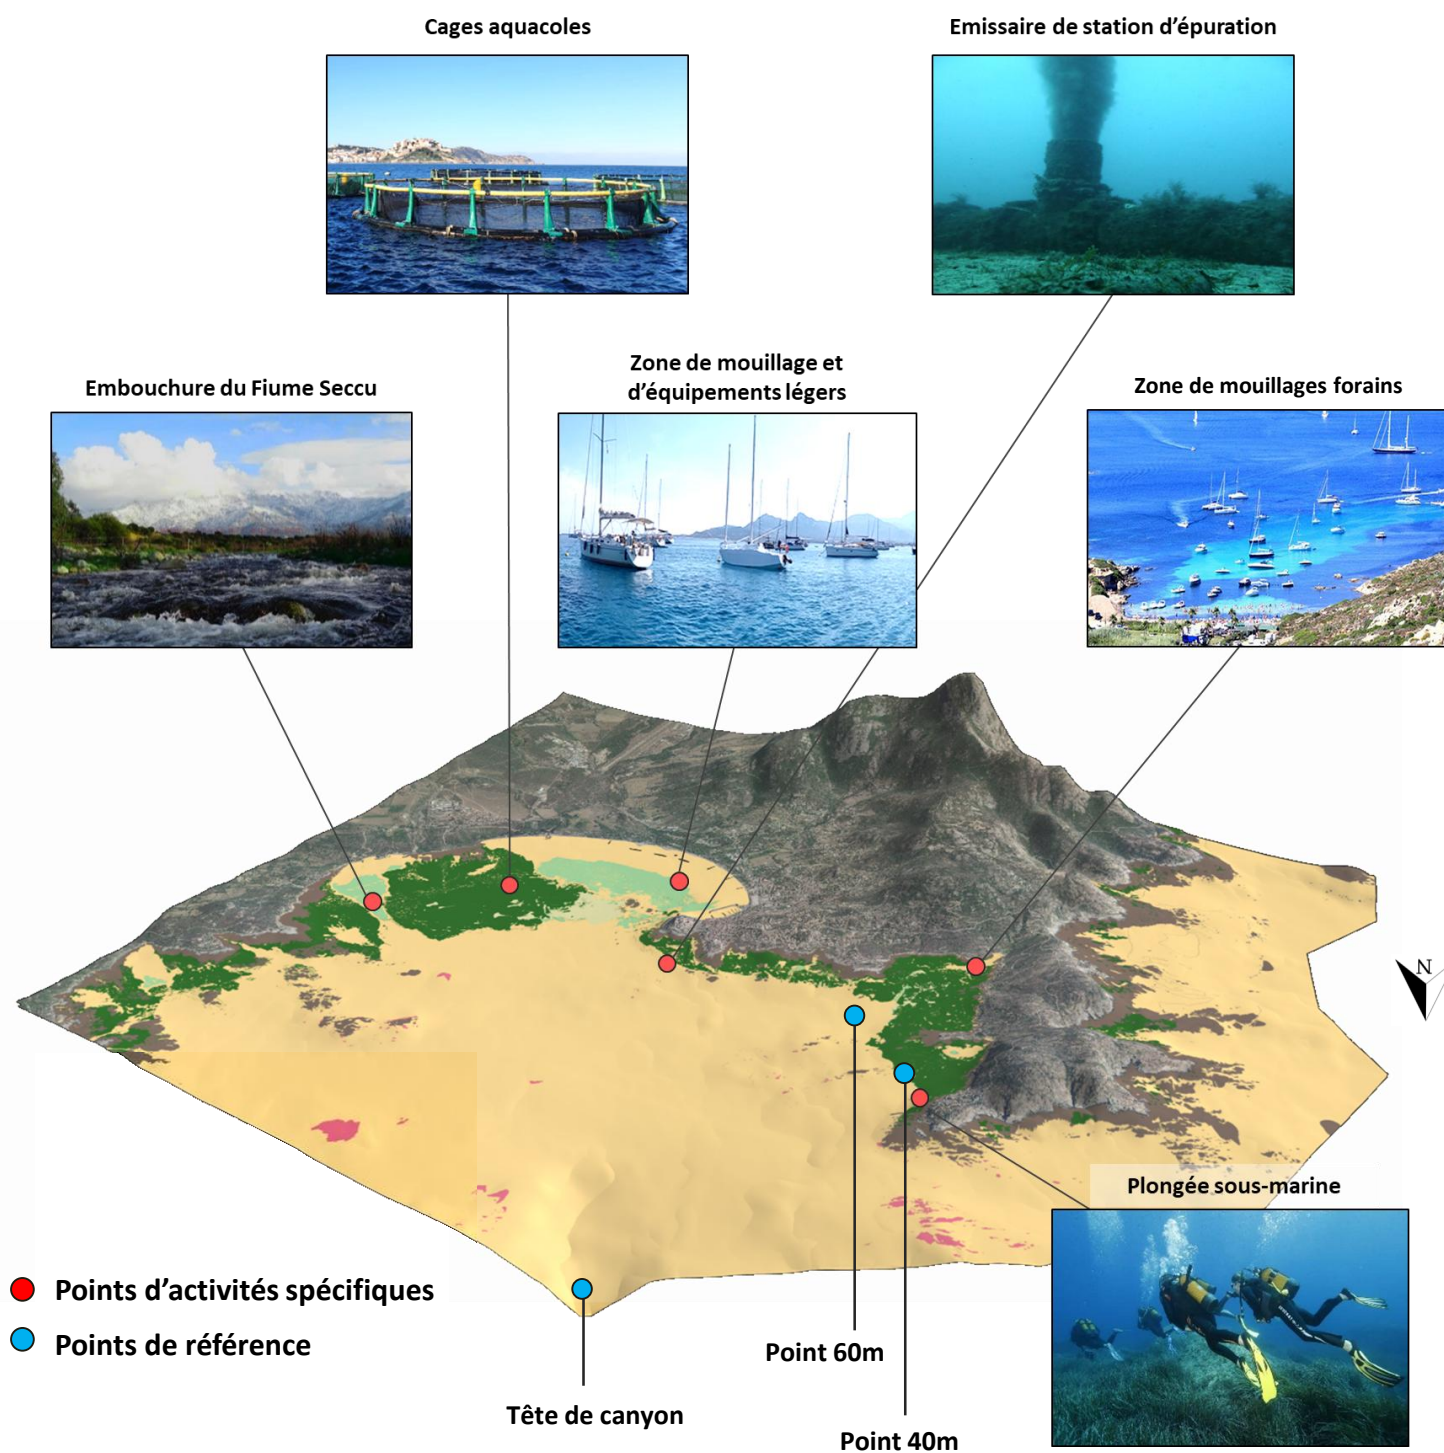 Cages aquacoles
Emissaire de station d'épuration
Zone de mouillage et
d'équipements légers
Embouchure du Fiume Seccu
Zone de mouillages forains
N
Plongée sous-marine
Points d'activités spécifiques
Points de référence
Point 60m
Tête de canyon
Point 40m